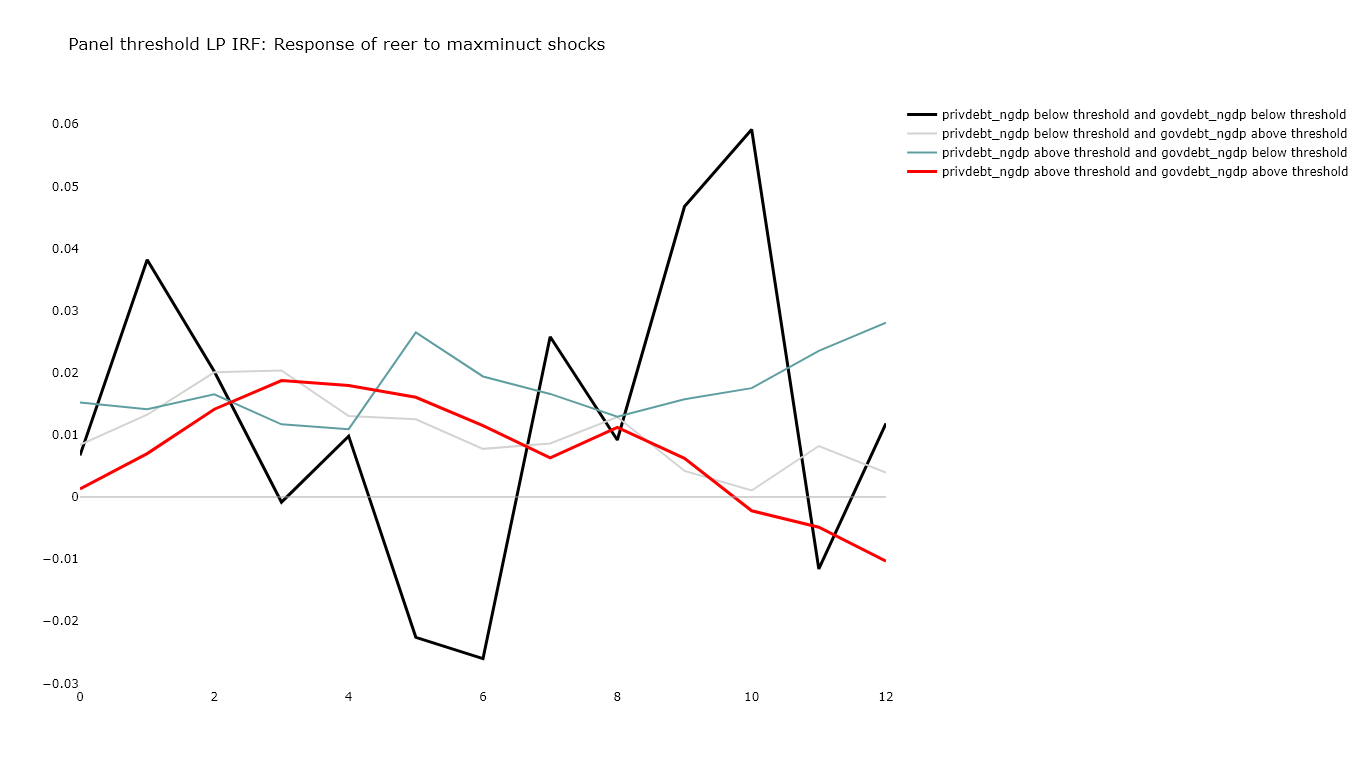 Panel threshold LP IRF: Response of reer to maxminuct shocks
privdebt_ngdp below threshold and govdebt_ngdp below threshold
privdebt_ngdp below threshold and govdebt_ngdp above threshold
privdebt_ngdp above threshold and govdebt_ngdp below threshold
privdebt_ngdp above threshold and govdebt_ngdp above threshold
0.06
0.05
0.04
0.03
0.02
0.01
0
−0.01
−0.02
−0.03
0 2 4 6 8 10 12